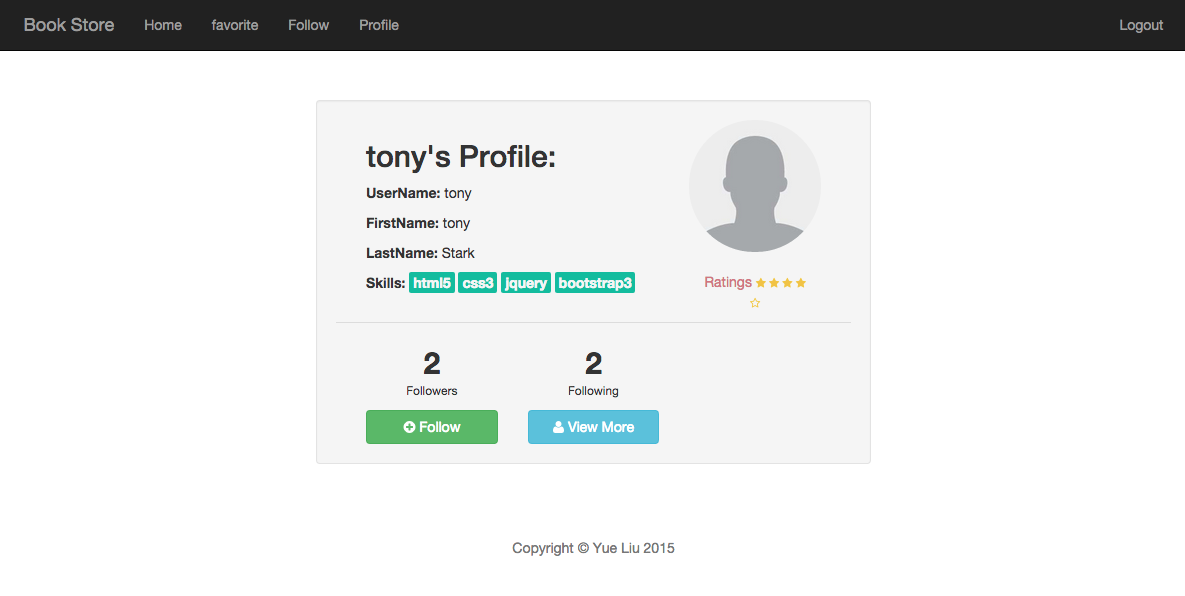 Book Store Home favorite Follow Profile Logout
tony's Profile:
UserName: tony
FirstName: tony
LastName: Stark
Skills: html5 css3 jquery bootstrap3
Ratings
2
Followers
Follow
2
Following
View More
Copyright © Yue Liu 2015